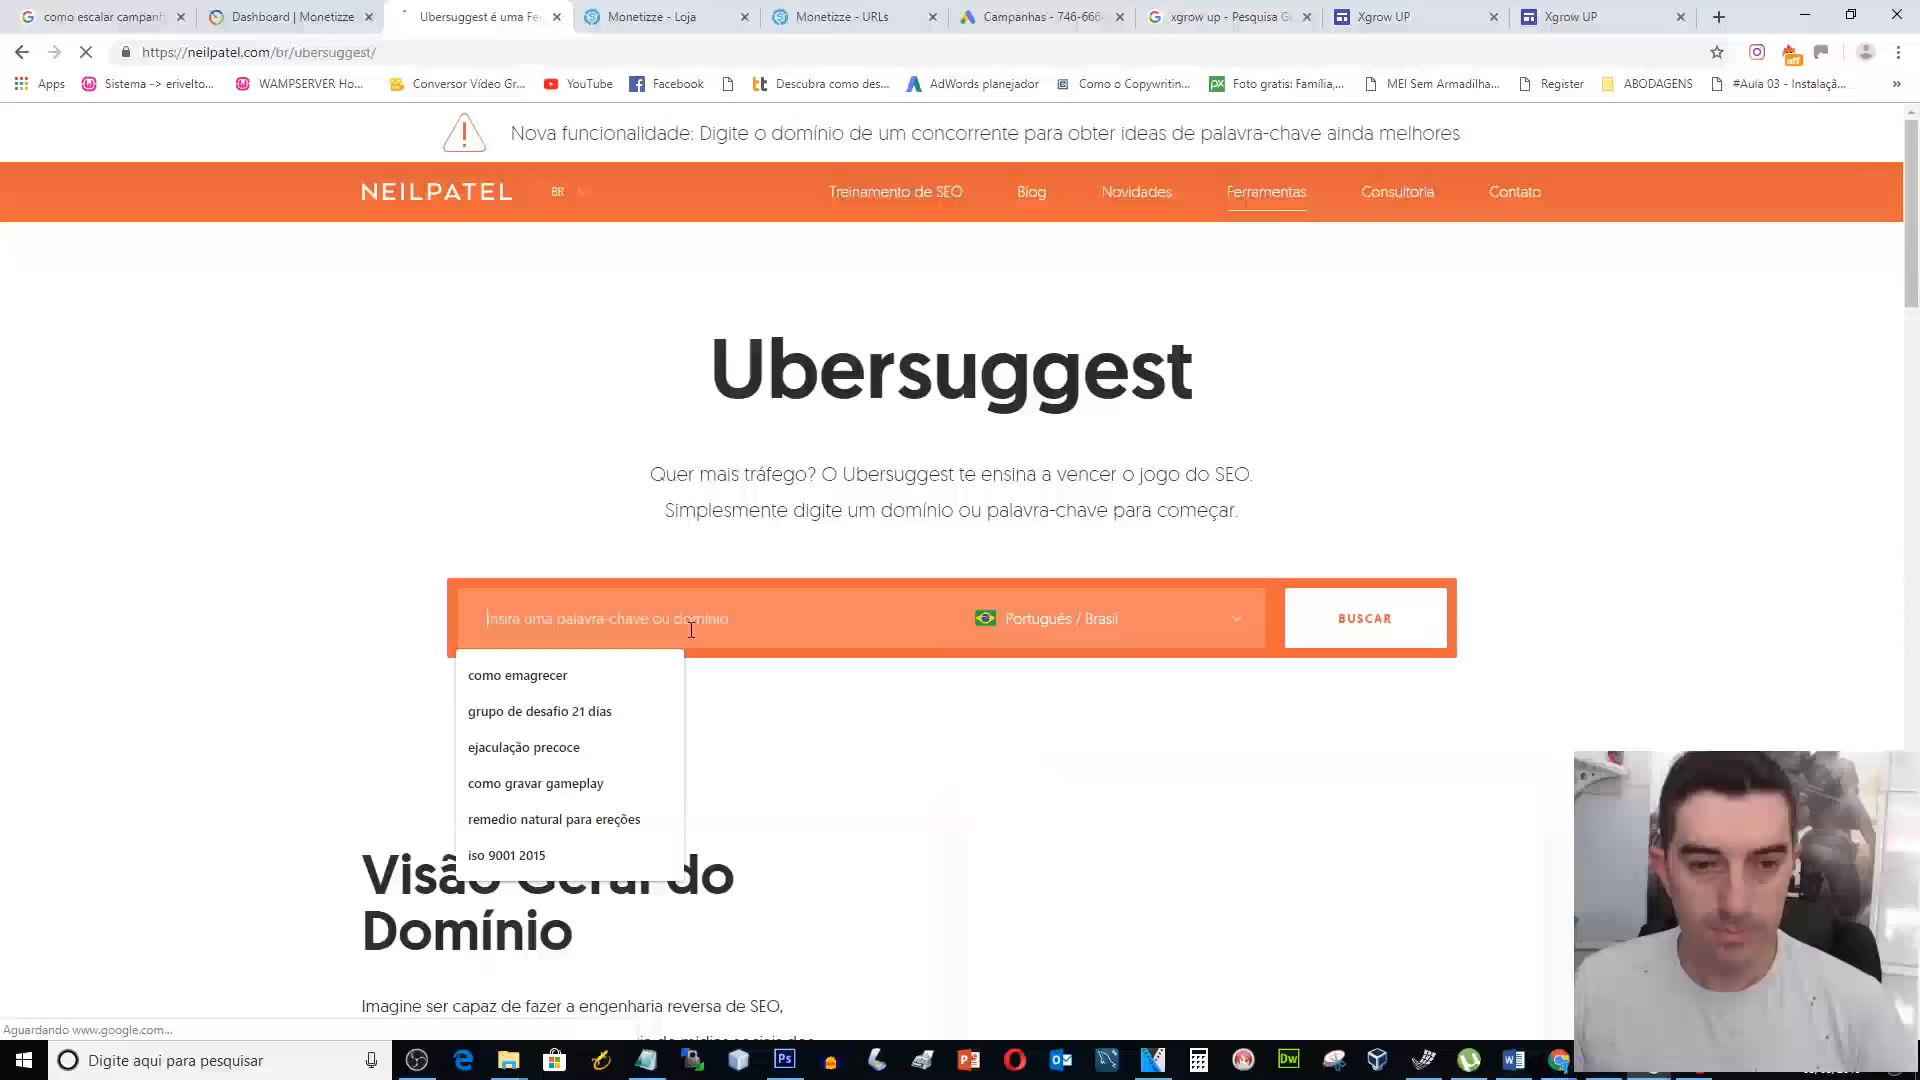 como escalar campanh
Dashboard | Monetizze
Ubersuggest é uma Fe
Monetizze - Loja
Monetizze - URLs
Campanhas - 746-666-
xgrow up - Pesquisa G
Xgrow UP
Xgrow UP
https://neilpatel.com/br/ubersuggest/
Apps
Sistema -> erivelto...
WAMPSERVER Ho...
Conversor Vídeo Gr...
YouTube
Facebook
Descubra como des...
AdWords planejador
Como o Copywritin...
Foto gratis: Família,...
MEI Sem Armadilha...
Register
ABODAGENS
#Aula 03 - Instalaçã...
off
Nova funcionalidade: Digite o domínio de um concorrente para obter ideas de palavra-chave ainda melhores
NEILPATEL
BR
Treinamento de SEO
Blog
Novidades
Ferramentas
Consultoria
Contato
Ubersuggest
Quer mais tráfego? O Ubersuggest te ensina a vencer o jogo do SEO.
Simplesmente digite um domínio ou palavra-chave para começar.
Insira uma palavra-chave ou domínio
Português / Brasil
BUSCAR
como emagrecer
grupo de desafio 21 dias
ejaculação precoce
como gravar gameplay
remedio natural para ereções
iso 9001 2015
Visão Geral do
Domínio
Imagine ser capaz de fazer a engenharia reversa de SEO,
Aguardando www.google.com...
Digite aqui para pesquisar